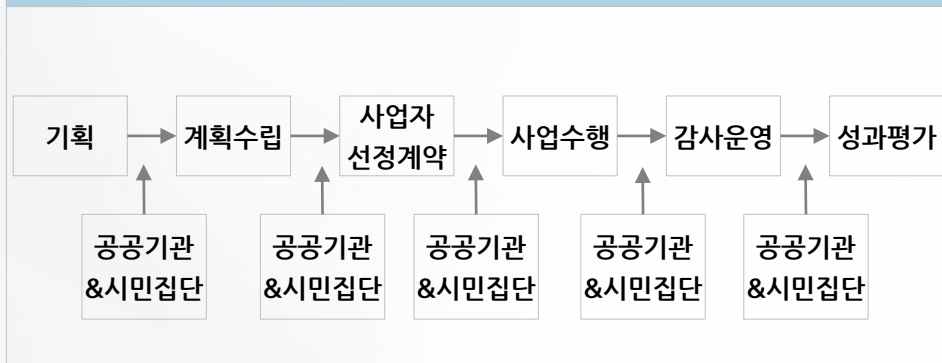 기획
계획수립
사업자
선정계약
사업수행
감사운영
성과평가
공공기관
&시민집단
공공기관
&시민집단
공공기관
&시민집단
공공기관
&시민집단
공공기관
&시민집단